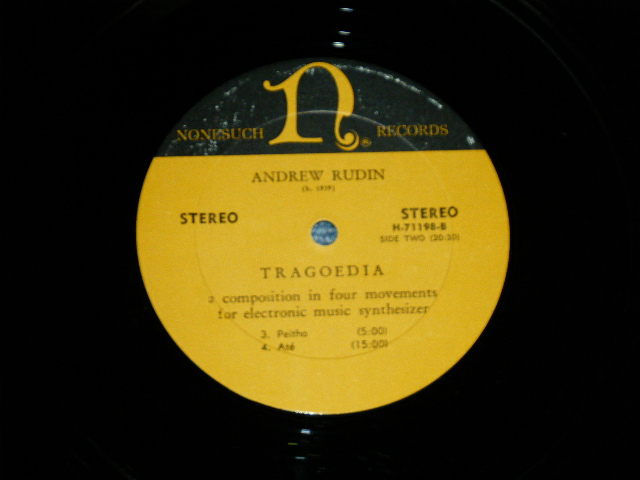 n
NONESUCH RECORDS
ANDREW RUDIN
(b. 1939)
STEREO STEREO
H-71198-B
SIDE TWO (20:30)
TRAGOEDIA
a composition in four movements
for electronic music synthesizer
3. Peitho (5:00)
4. Até (15:00)